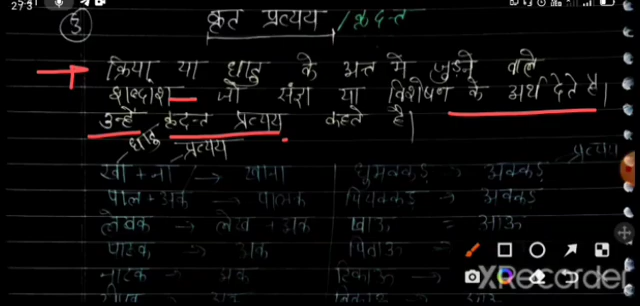 3
कृत प्रत्यय / कृदन्त
क्रिया या धातु के अन्त में जुड़ने वाले
शब्दांश जो संज्ञा या विशेषण के अर्थ देते है।
उन्हें कृदन्त प्रत्यय कहते है।
धातु प्रत्यय
प्रत्यय
खा + ना → खाना घुमक्कड़ → अक्कड़
पाल + अक → पालक पियक्कड़ → अक्कड़
लेखक → लेख + अक खाऊ = आऊ
पाठक → अक
→ अक टिकाऊ →
XRecorder